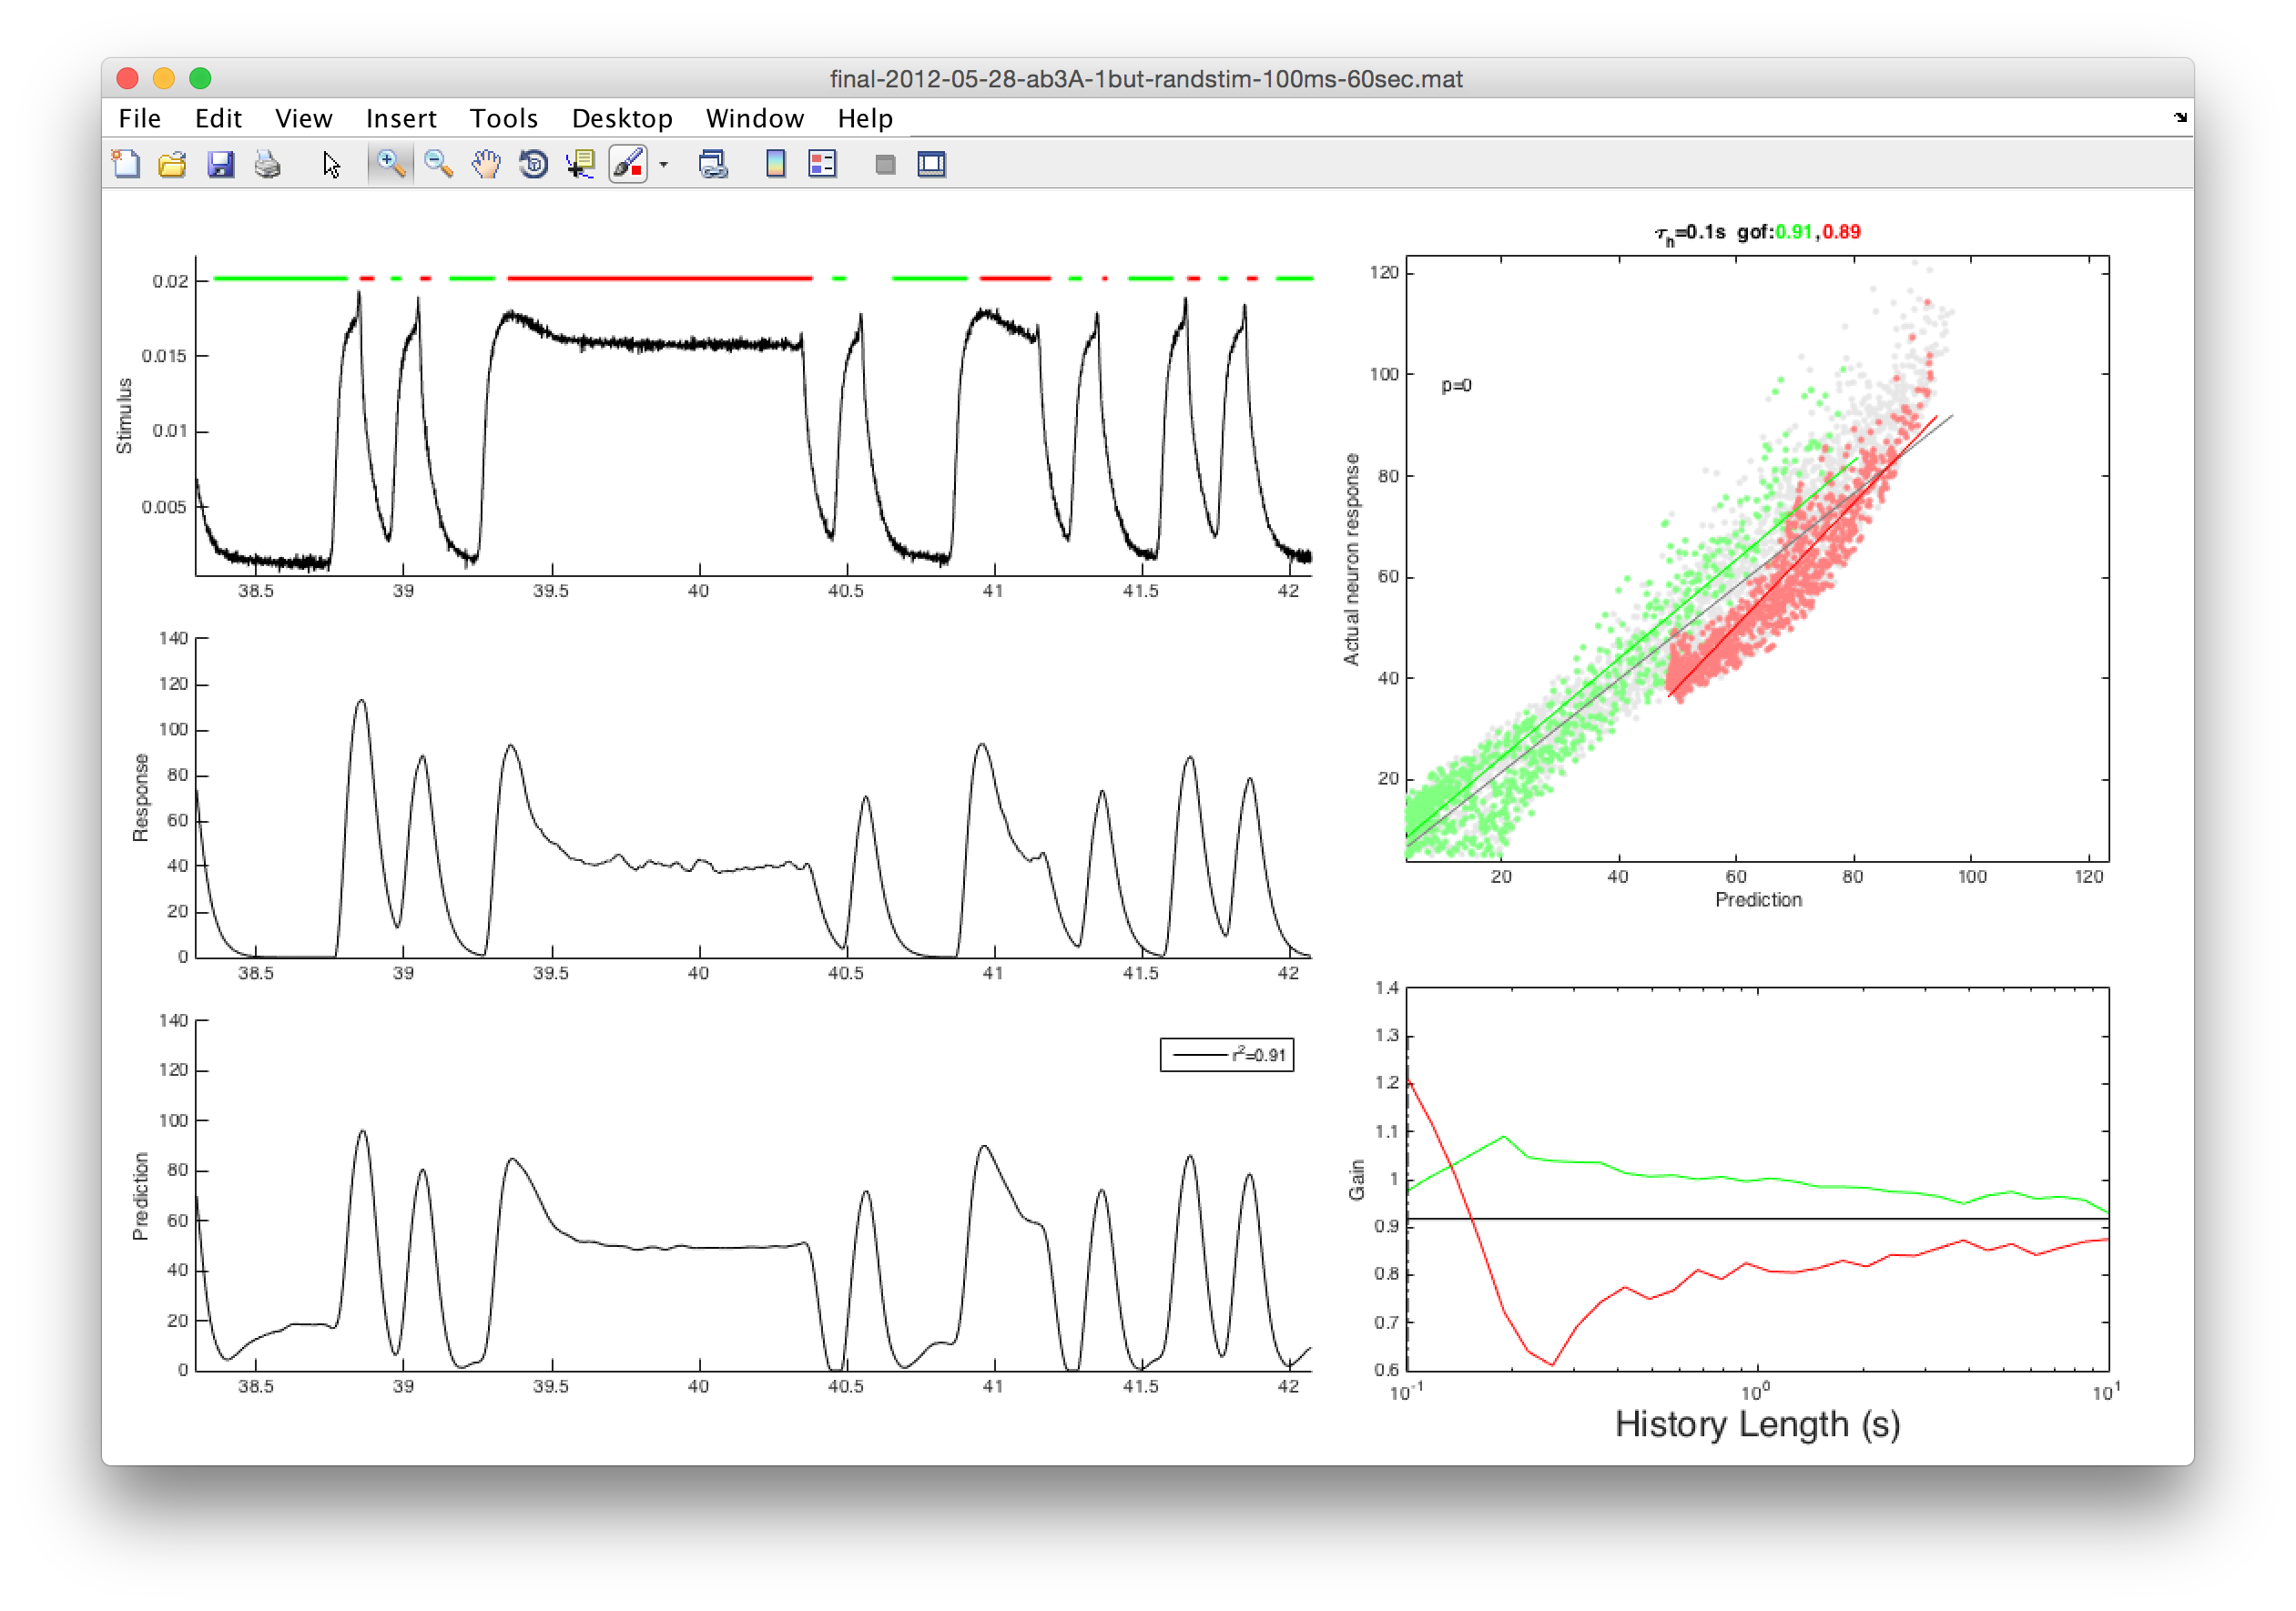 final-2012-05-28-ab3A-1but-randstim-100ms-60sec.mat
File Edit View Insert Tools Desktop Window Help
0.02
0.015
0.01
0.005
Stimulus
38.5 39 39.5 40 40.5 41 41.5 42
140
120
100
80
60
40
20
0
Response
38.5 39 39.5 40 40.5 41 41.5 42
140
120
100
80
60
40
20
0
Prediction
r²=0.91
38.5 39 39.5 40 40.5 41 41.5 42
τh=0.1s gof:0.91,0.89
120
100
80
60
40
20
Actual neuron response
p=0
20 40 60 80 100 120
Prediction
1.4
1.3
1.2
1.1
1
0.9
0.8
0.7
0.6
Gain
10⁻¹ 10⁰ 10¹
History Length (s)